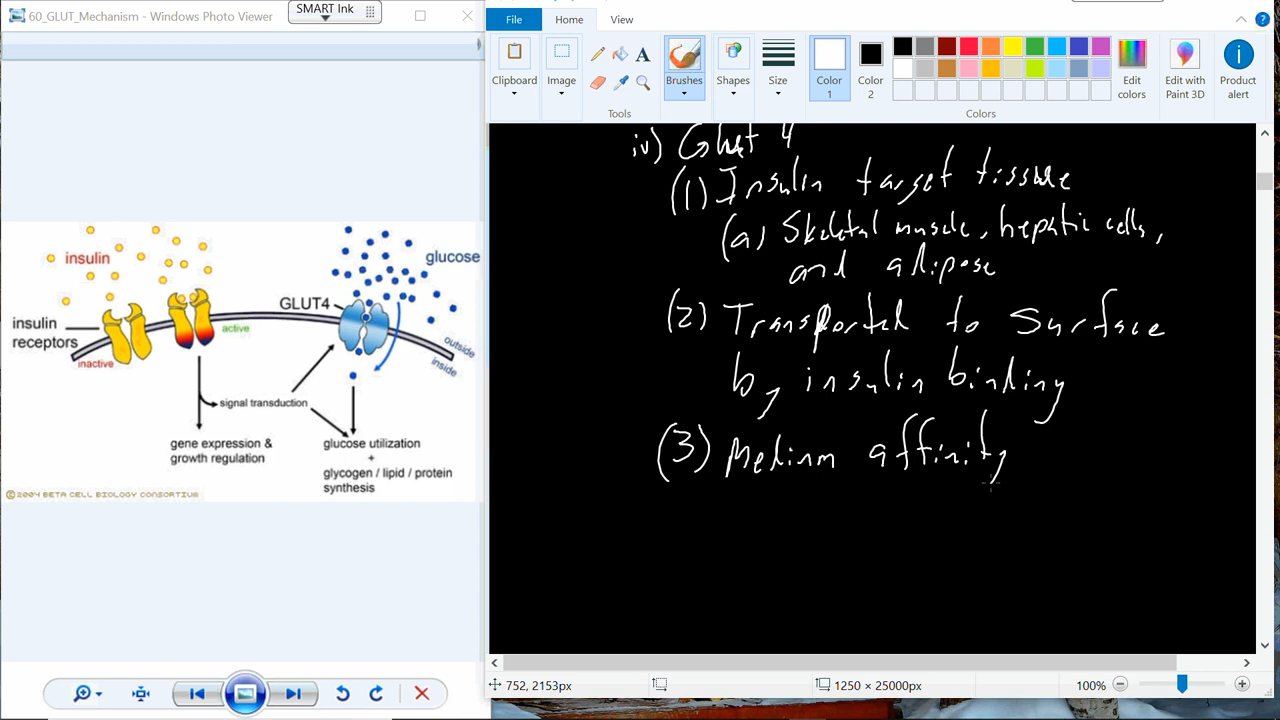 60_GLUT_Mechanism - Windows Photo Viewer
SMART Ink
insulin
glucose
GLUT4
insulin
receptors
inactive
active
outside
inside
signal transduction
gene expression &
growth regulation
glucose utilization
+
glycogen / lipid / protein
synthesis
©2004 BETA CELL BIOLOGY CONSORTIUM
File
Home
View
Clipboard
Image
Brushes
Shapes
Size
Color
1
Color
2
Edit
colors
Edit with
Paint 3D
Product
alert
Tools
Colors
iv) Glut 4
(1) Insulin target tissue
(a) Skeletal muscle, hepatic cells,
and adipose
(2) Transported to surface
by insulin binding
(3) Medium affinity
752, 2153px
1250 × 25000px
100%